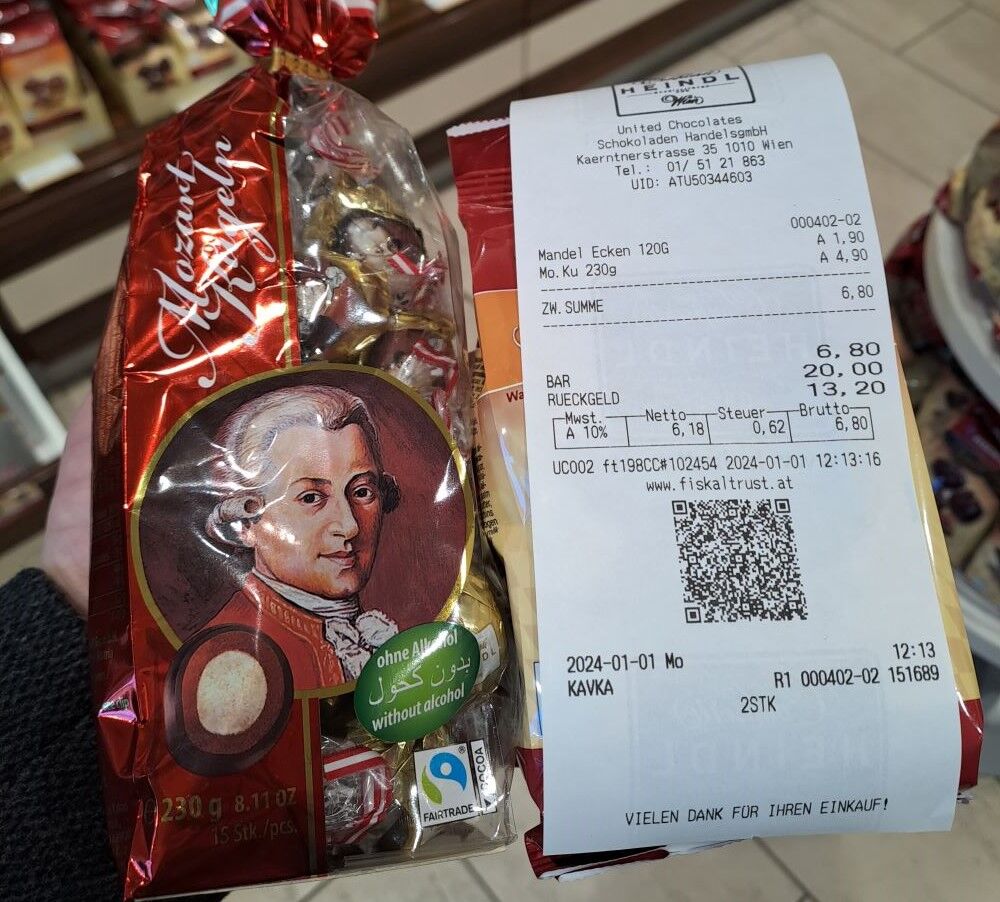 Mozart
Kugeln
ohne Alkohol
بدون كحول
without alcohol
FAIRTRADE
COCOA
230 g 8.11 oz
15 Stk./pcs.
HEINDL
Wien
United Chocolates
Schokoladen HandelsgmbH
Kaerntnerstrasse 35 1010 Wien
Tel.: 01/ 51 21 863
UID: ATU50344603
000402-02
Mandel Ecken 120G A 1,90
Mo.Ku 230g A 4,90
ZW.SUMME 6,80
6,80
BAR 20,00
RUECKGELD 13,20
Mwst. Netto Steuer Brutto
A 10% 6,18 0,62 6,80
UC002 ft198CC#102454 2024-01-01 12:13:16
www.fiskaltrust.at
2024-01-01 Mo 12:13
KAVKA R1 000402-02 151689
2STK
VIELEN DANK FÜR IHREN EINKAUF!